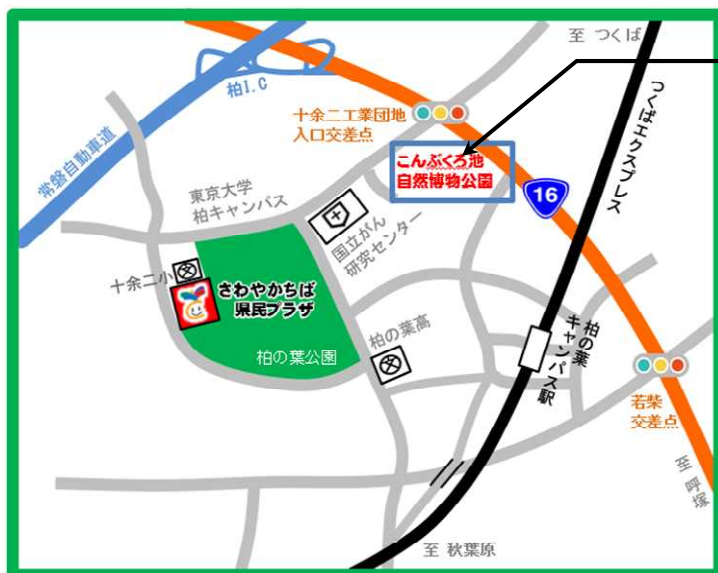 至 つくば
柏I.C
十余二工業団地
入口交差点
つくばエクスプレス
常磐自動車道
こんぶくろ池
自然博物公園
16
東京大学
柏キャンパス
国立がん
研究センター
十余二小
さわやかちば
県民プラザ
柏の葉公園
柏の葉高
柏の葉
キャンパス駅
若柴
交差点
至 呼塚
至 秋葉原